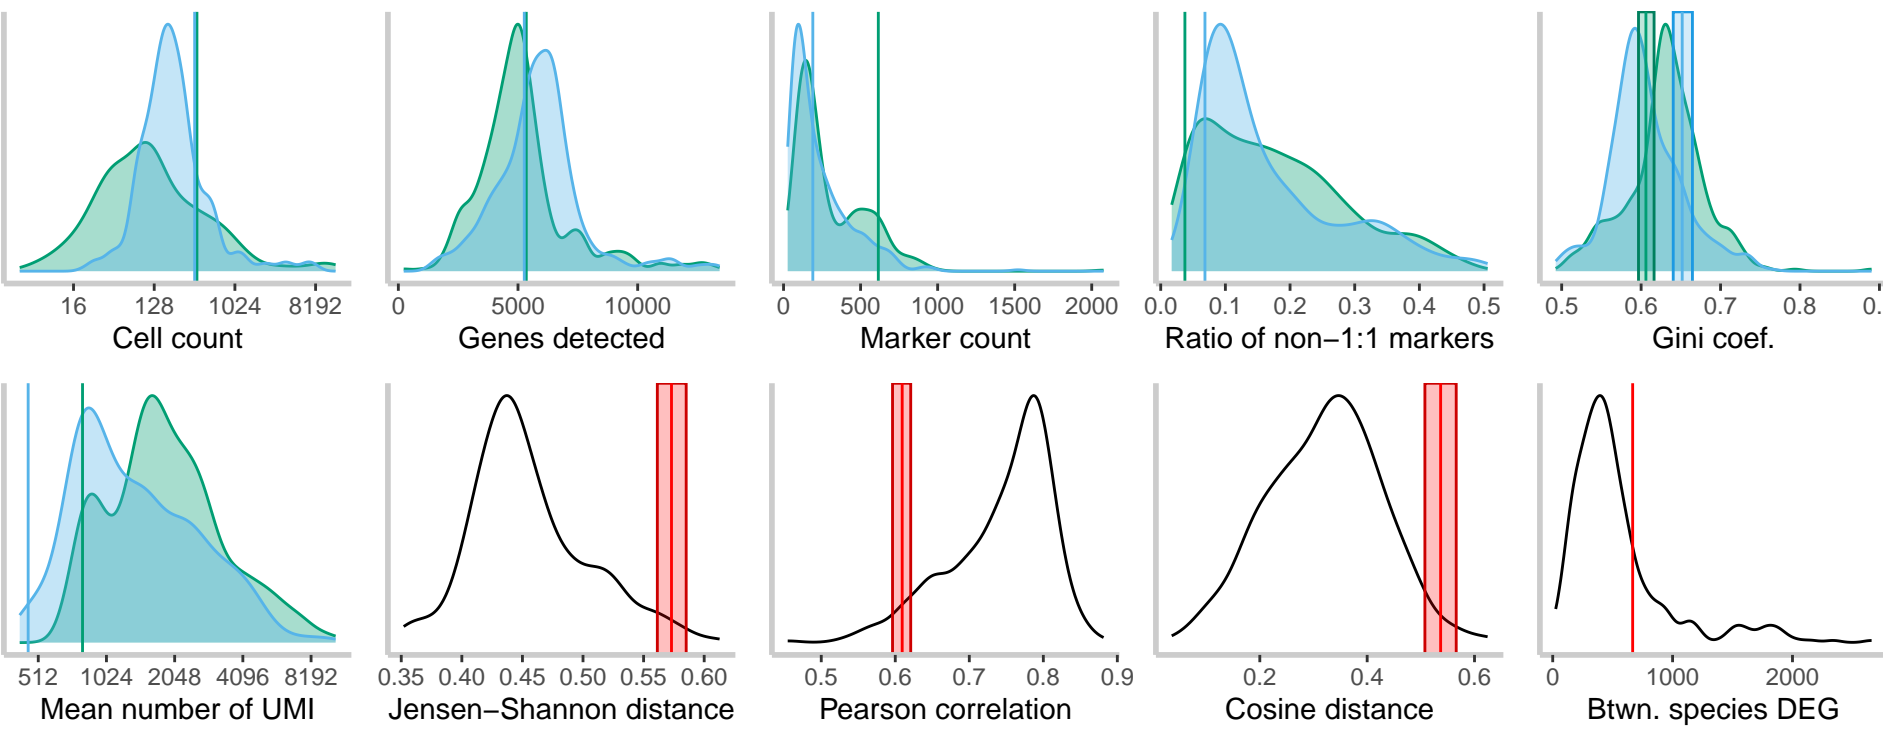 16 128 1024 8192
Cell count
0 5000 10000
Genes detected
0 500 1000 1500 2000
Marker count
0.0 0.1 0.2 0.3 0.4 0.5
Ratio of non−1:1 markers
0.5 0.6 0.7 0.8 0.
Gini coef.
512 1024 2048 4096 8192
Mean number of UMI
0.35 0.40 0.45 0.50 0.55 0.60
Jensen−Shannon distance
0.5 0.6 0.7 0.8 0.9
Pearson correlation
0.2 0.4 0.6
Cosine distance
0 1000 2000
Btwn. species DEG